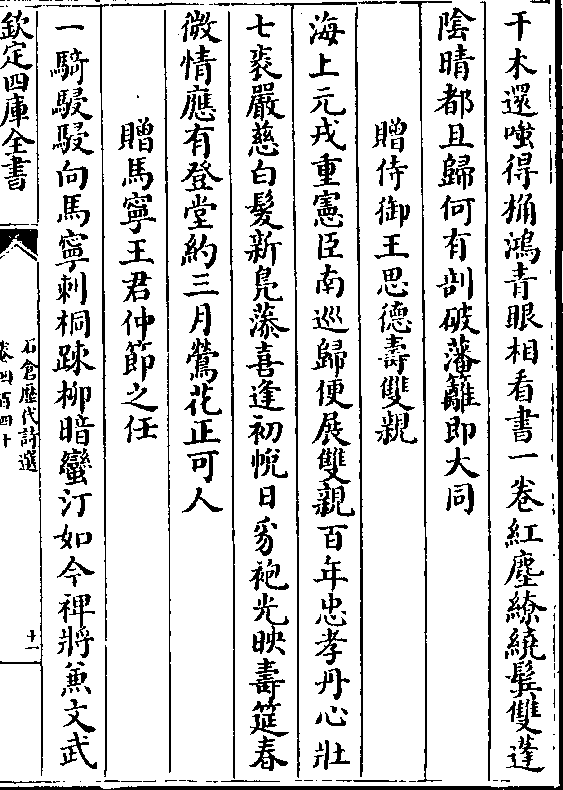 干木還嗤得桷鴻青眼相看書一卷紅塵繚繞鬓雙蓬
陰晴都且歸何有剖破藩籬即大同
贈侍御王思德壽雙親
海上元戎重憲臣南巡歸便展雙親百年忠孝丹心壯
七袠嚴慈白髮新鳬藻喜逢初帨日豸袍光映壽筵春
微情應有登堂約三月鶯花正可人
贈馬寧王君仲節之任
一騎駸駸向馬寧刺桐踈柳暗蠻汀如今裨將兼文武
欽定四庫全書
石倉歴代詩選
卷四百四十
十一